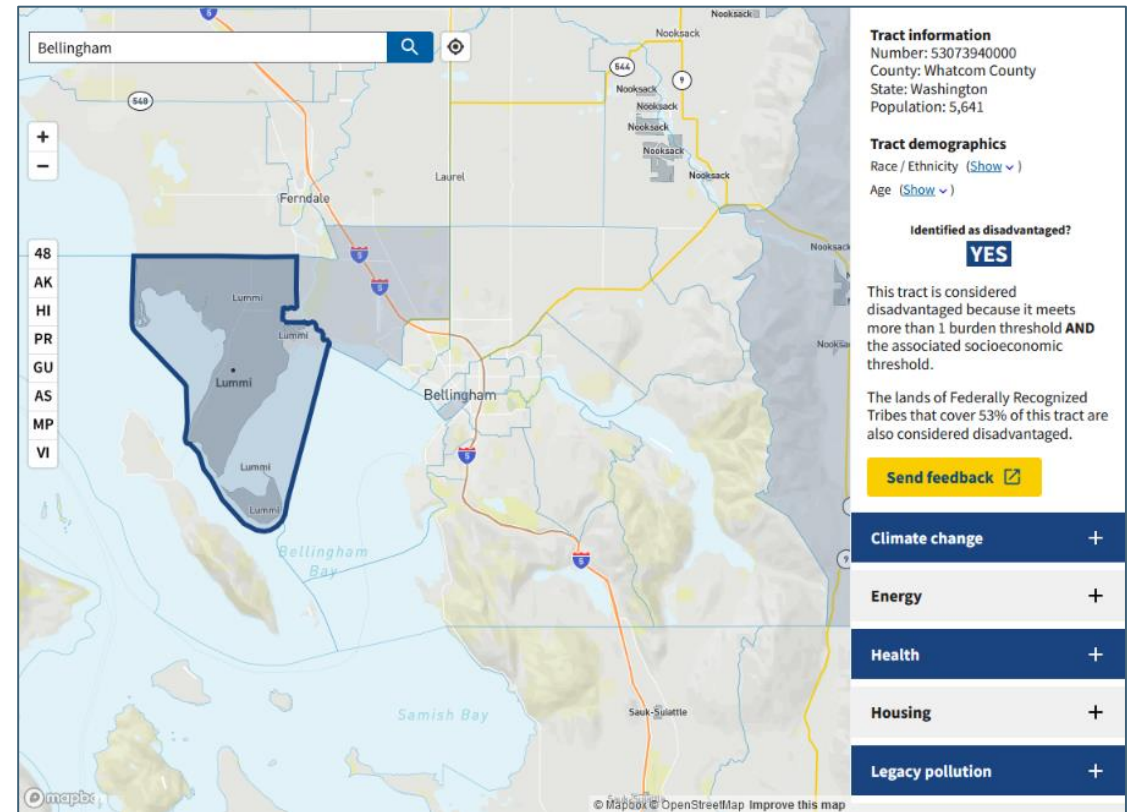 Bellingham
+
−
48
AK
HI
PR
GU
AS
MP
VI
Nooksack
Nooksack
5
544
9
548
Nooksack
Nooksack
Nooksack
Nooksack
Nooksack
Laurel
Ferndale
Nooksack
5
5
Lummi
Lummi
Lummi
Bellingham
5
Lummi
Lummi
Bellingham
Bay
5
9
Samish Bay
Sauk-Suiattle
© Mapbox © OpenStreetMap Improve this map
Tract information
Number: 53073940000
County: Whatcom County
State: Washington
Population: 5,641
Tract demographics
Race / Ethnicity (Show)
Age (Show)
Identified as disadvantaged?
YES
This tract is considered
disadvantaged because it meets
more than 1 burden threshold AND
the associated socioeconomic
threshold.
The lands of Federally Recognized
Tribes that cover 53% of this tract are
also considered disadvantaged.
Send feedback
Climate change +
Energy +
Health +
Housing +
Legacy pollution +